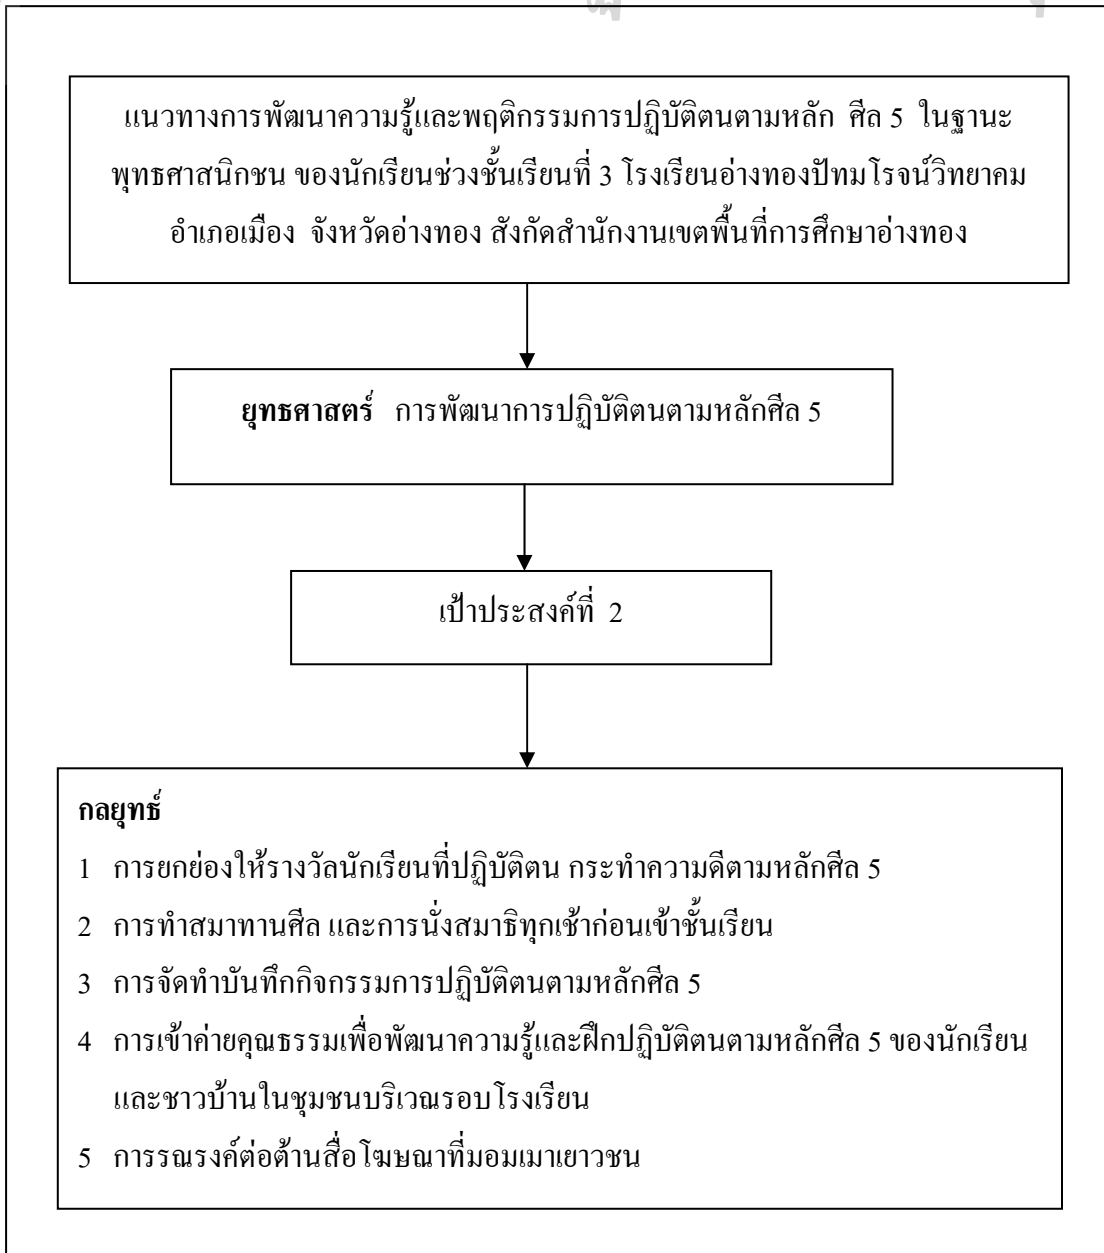 แนวทางการพัฒนาความรู้และพฤติกรรมการปฏิบัติตนตามหลัก ศีล 5 ในฐานะ
พุทธศาสนิกชน ของนักเรียนช่วงชั้นเรียนที่ 3 โรงเรียนอ่างทองปัทมโรจน์วิทยาคม
อำเภอเมือง จังหวัดอ่างทอง สังกัดสำนักงานเขตพื้นที่การศึกษาอ่างทอง
ยุทธศาสตร์ การพัฒนาการปฏิบัติตนตามหลักศีล 5
เป้าประสงค์ที่ 2
กลยุทธ์
1 การยกย่องให้รางวัลนักเรียนที่ปฏิบัติตน กระทำความดีตามหลักศีล 5
2 การทำสมาทานศีล และการนั่งสมาธิทุกเช้าก่อนเข้าชั้นเรียน
3 การจัดทำบันทึกกิจกรรมการปฏิบัติตนตามหลักศีล 5
4 การเข้าค่ายคุณธรรมเพื่อพัฒนาความรู้และฝึกปฏิบัติตนตามหลักศีล 5 ของนักเรียน
และชาวบ้านในชุมชนบริเวณรอบโรงเรียน
5 การรณรงค์ต่อต้านสื่อโฆษณาที่มอมเมาเยาวชน